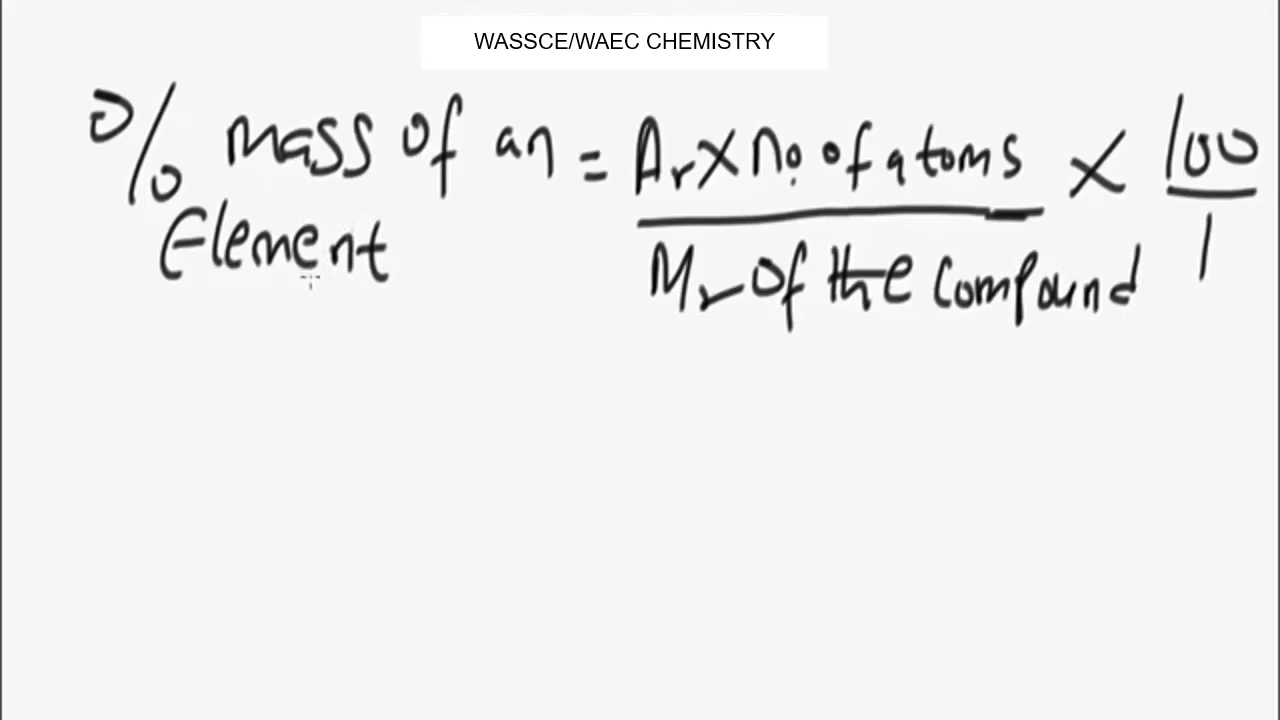 WASSCE/WAEC CHEMISTRY
% mass of an = Ar X no. of atoms X 100
Element Mr of the compound 1